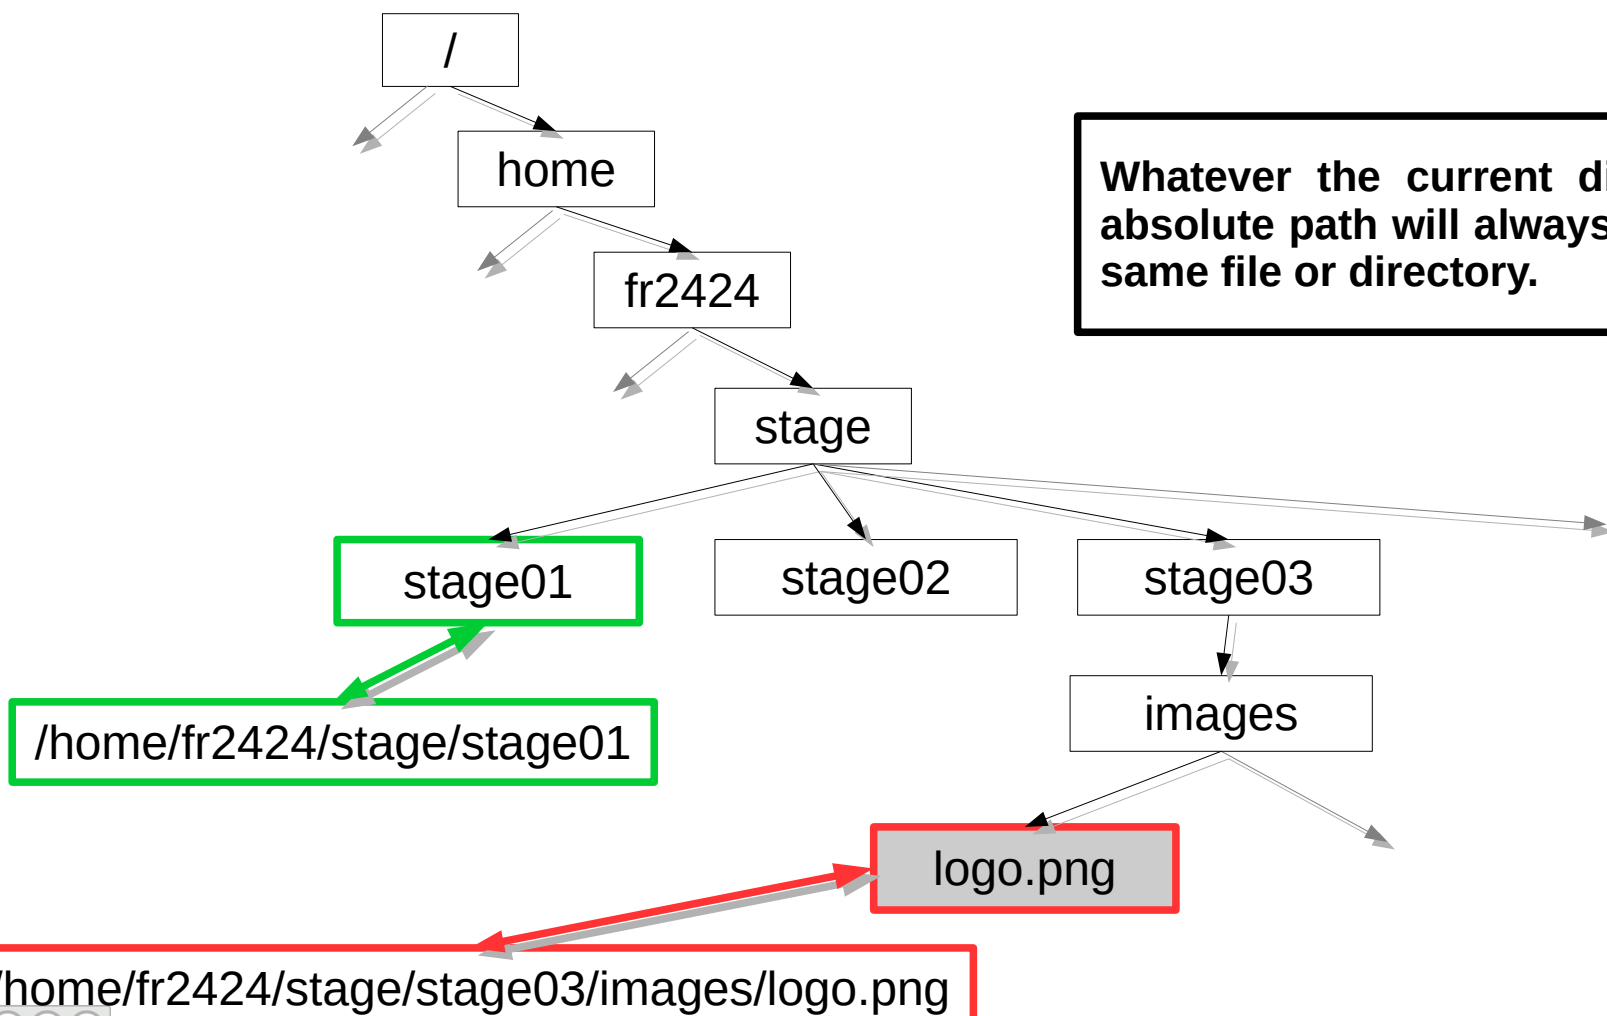 /
home
Whatever the current
absolute path will always
same file or directory.
fr2424
stage
stage01
stage02
stage03
/home/fr2424/stage/stage01
images
logo.png
/home/fr2424/stage/stage03/images/logo.png